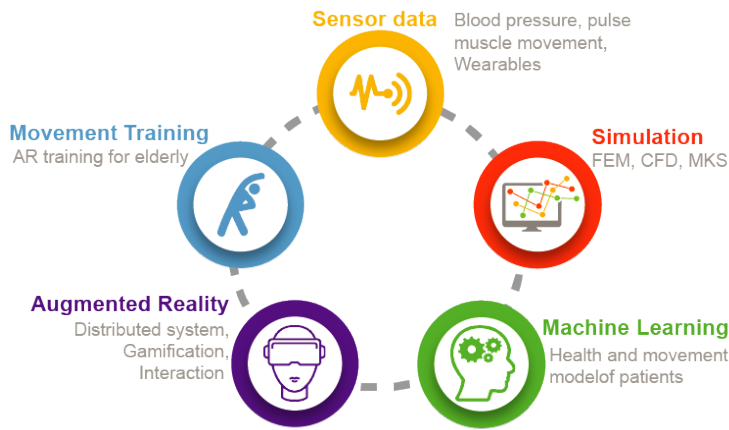 Sensor data
Blood pressure, pulse
muscle movement,
Wearables
Simulation
FEM, CFD, MKS
Machine Learning
Health and movement
modelof patients
Augmented Reality
Distributed system,
Gamification,
Interaction
Movement Training
AR training for elderly